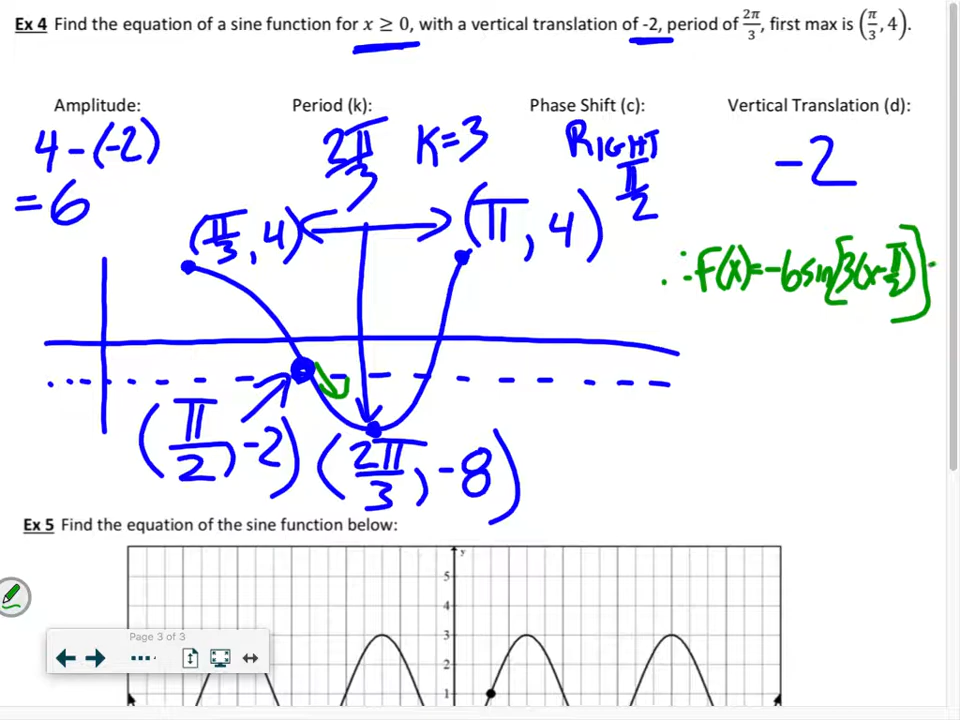 Ex 4 Find the equation of a sine function for x ≥ 0, with a vertical translation of -2, period of 2π/3, first max is (π/3, 4).
Amplitude: Period (k): Phase Shift (c): Vertical Translation (d):
4-(-2) 2π/3 K=3 RIGHT π/2 -2
= 6
(π/3, 4) (π, 4)
∴ f(x)=-6sin[3(x-π/2)]-
(π/2, -2) (2π/3, -8)
Ex 5 Find the equation of the sine function below:
y
5
4
3
2
1
Page 3 of 3